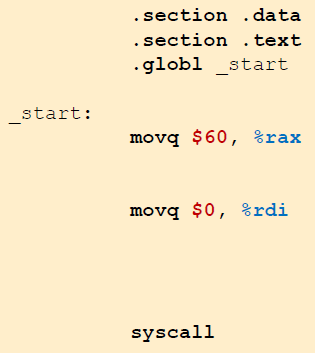 .section .data
.section .text
.globl _start
_start:
movq $60, %rax
movq $0, %rdi
syscall